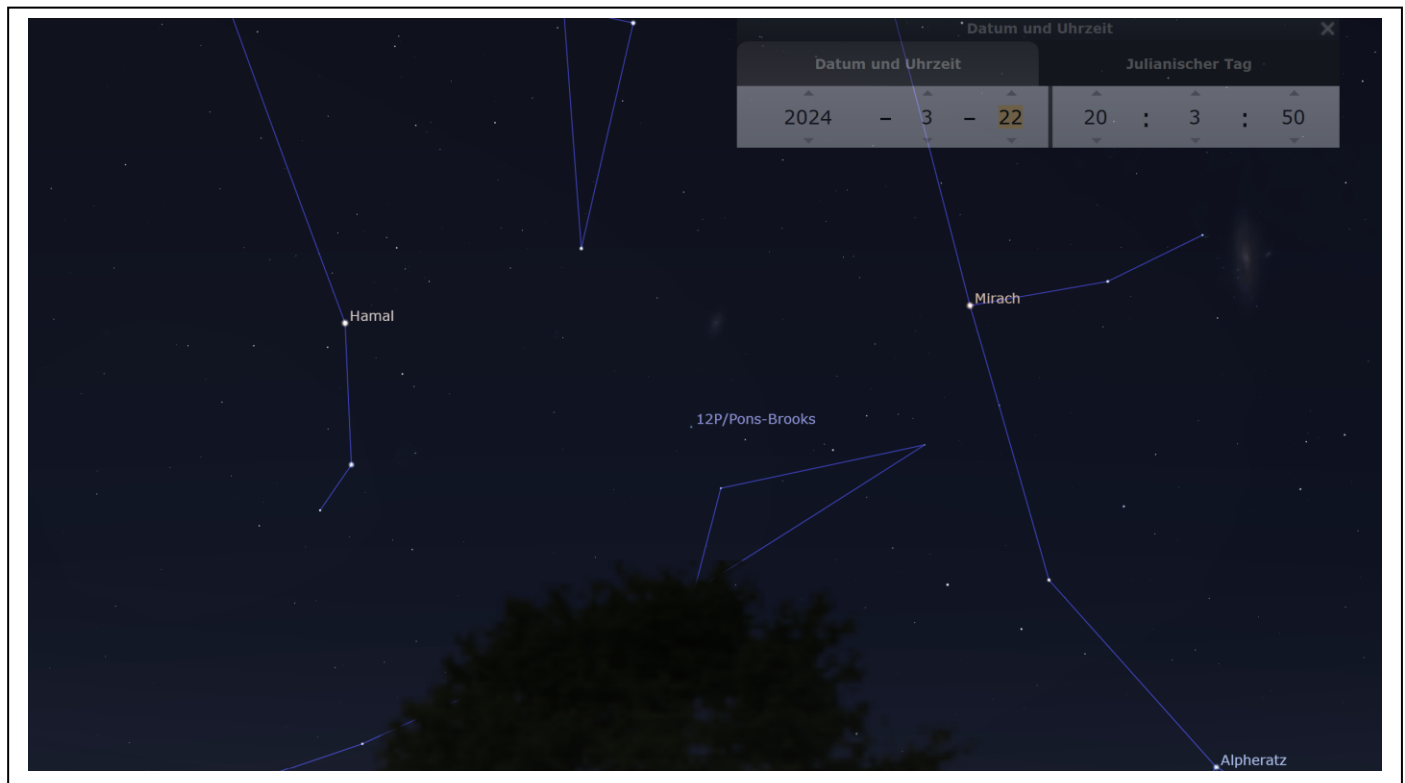 Datum und Uhrzeit ×
Datum und Uhrzeit Julianischer Tag
2024 – 3 – 22 20 : 3 : 50
Mirach
Hamal
12P/Pons-Brooks
Alpheratz